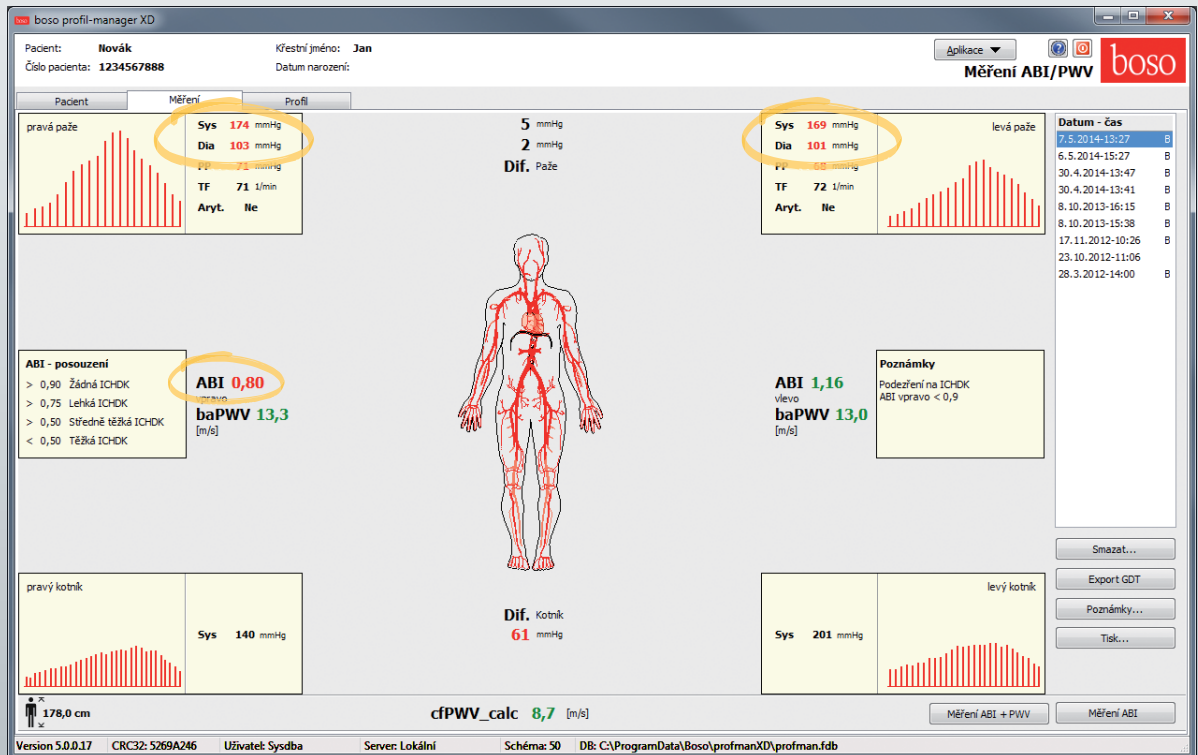 boso boso profil-manager XD
Pacient: Novák Křestní jméno: Jan
Číslo pacienta: 1234567888 Datum narození:
Aplikace
boso
Měření ABI/PWV
Pacient Měření Profil
pravá paže
Sys 174 mmHg
Dia 103 mmHg
PP 71 mmHg
TF 71 1/min
Aryt. Ne
5 mmHg
2 mmHg
Dif. Paže
Sys 169 mmHg
Dia 101 mmHg
PP 68 mmHg
TF 72 1/min
Aryt. Ne
levá paže
Datum - čas
7.5.2014-13:27 B
6.5.2014-15:27 B
30.4.2014-13:47 B
30.4.2014-13:41 B
8.10.2013-16:15 B
8.10.2013-15:38 B
17.11.2012-10:26 B
23.10.2012-11:06
28.3.2012-14:00 B
ABI - posouzení
> 0,90 Žádná ICHDK
> 0,75 Lehká ICHDK
> 0,50 Středně těžká ICHDK
< 0,50 Těžká ICHDK
ABI 0,80
vpravo
baPWV 13,3
[m/s]
ABI 1,16
vlevo
baPWV 13,0
[m/s]
Poznámky
Podezření na ICHDK
ABI vpravo < 0,9
Smazat...
Export GDT
Poznámky...
Tisk...
pravý kotník
Sys 140 mmHg
Dif. Kotník
61 mmHg
Sys 201 mmHg
levý kotník
178,0 cm
cfPWV_calc 8,7 [m/s]
Měření ABI + PWV
Měření ABI
Version 5.0.0.17 CRC32: 5269A246 Uživatel: Sysdba Server: Lokální Schéma: 50 DB: C:\ProgramData\Boso\profmanXD\profman.fdb